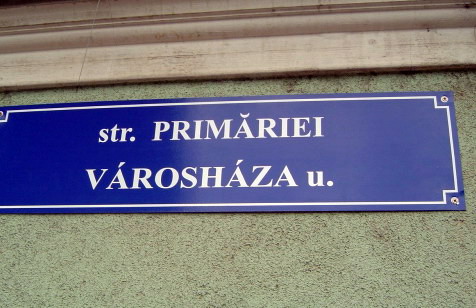 str. PRIMĂRIEI
VÁROSHÁZA u.